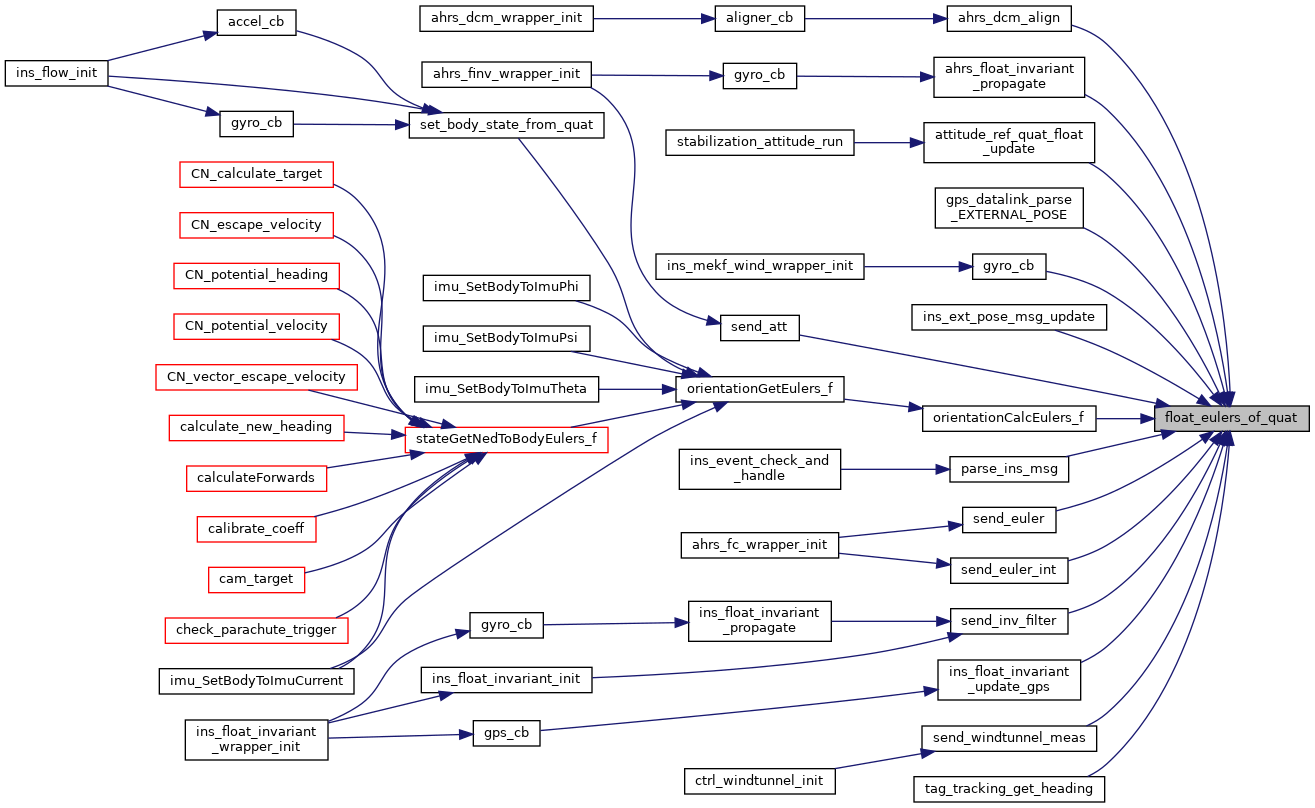 accel_cb
ahrs_dcm_wrapper_init
aligner_cb
ahrs_dcm_align
ins_flow_init
ahrs_finv_wrapper_init
gyro_cb
ahrs_float_invariant
_propagate
gyro_cb
set_body_state_from_quat
stabilization_attitude_run
attitude_ref_quat_float
_update
CN_calculate_target
gps_datalink_parse
_EXTERNAL_POSE
CN_escape_velocity
ins_mekf_wind_wrapper_init
gyro_cb
CN_potential_heading
imu_SetBodyToImuPhi
ins_ext_pose_msg_update
CN_potential_velocity
send_att
imu_SetBodyToImuPsi
CN_vector_escape_velocity
imu_SetBodyToImuTheta
orientationGetEulers_f
orientationCalcEulers_f
float_eulers_of_quat
calculate_new_heading
stateGetNedToBodyEulers_f
ins_event_check_and
_handle
parse_ins_msg
calculateForwards
send_euler
calibrate_coeff
ahrs_fc_wrapper_init
send_euler_int
cam_target
ins_float_invariant
_propagate
send_inv_filter
gyro_cb
check_parachute_trigger
imu_SetBodyToImuCurrent
ins_float_invariant_init
ins_float_invariant
_update_gps
ins_float_invariant
_wrapper_init
gps_cb
send_windtunnel_meas
ctrl_windtunnel_init
tag_tracking_get_heading